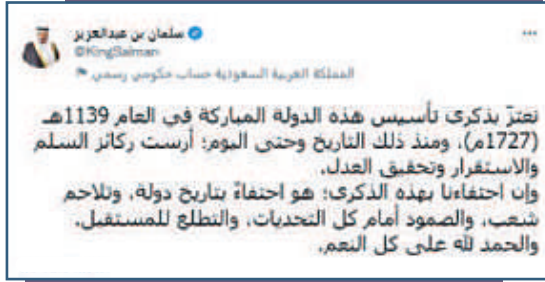 سلمان بن عبدالعزيز
@KingSalman
المملكة العربية السعودية حساب حكومي رسمي
نعتزّ بذكرى تأسيس هذه الدولة المباركة في العام 1139هـ
(1727م)، ومنذ ذلك التاريخ وحتى اليوم؛ أرست ركائز السلم
والاستقرار وتحقيق العدل.
وإن احتفاءنا بهذه الذكرى؛ هو احتفاءً بتاريخ دولة، وتلاحم
شعب، والصمود أمام كل التحديات، والتطلع للمستقبل.
والحمد لله على كل النعم.